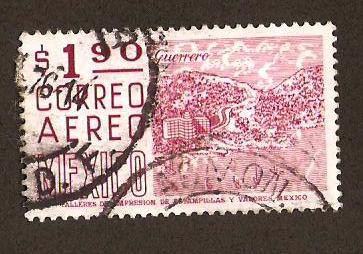 $1.90
Guerrero
CORREO
AEREO
MEXICO
TALLERES DE IMPRESION DE ESTAMPILLAS Y VALORES, MEXICO